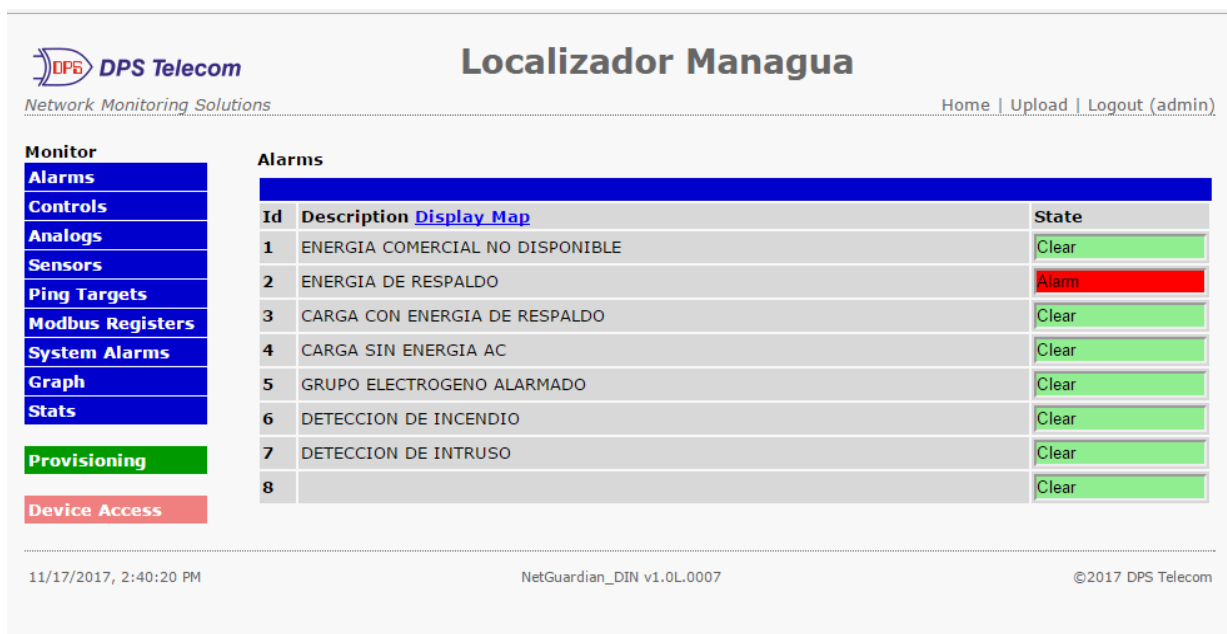 DPS DPS Telecom
Localizador Managua
Network Monitoring Solutions
Home | Upload | Logout (admin)
Monitor
Alarms
Controls
Analogs
Sensors
Ping Targets
Modbus Registers
System Alarms
Graph
Stats
Provisioning
Device Access
Alarms
Id Description Display Map State
1 ENERGIA COMERCIAL NO DISPONIBLE Clear
2 ENERGIA DE RESPALDO Alarm
3 CARGA CON ENERGIA DE RESPALDO Clear
4 CARGA SIN ENERGIA AC Clear
5 GRUPO ELECTROGENO ALARMADO Clear
6 DETECCION DE INCENDIO Clear
7 DETECCION DE INTRUSO Clear
8 Clear
11/17/2017, 2:40:20 PM
NetGuardian_DIN v1.0L.0007
©2017 DPS Telecom